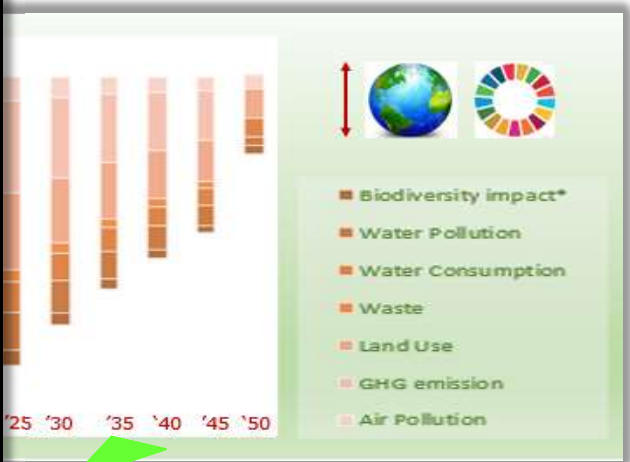 Biodiversity impact*
Water Pollution
Water Consumption
Waste
Land Use
GHG emission
Air Pollution
'25 '30 '35 '40 '45 '50